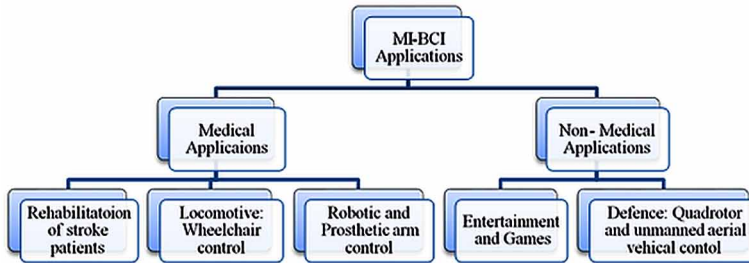 MI-BCI
Applications
Medical
Applicaions
Non- Medical
Applications
Rehabilitatoion
of stroke
patients
Locomotive:
Wheelchair
control
Robotic and
Prosthetic arm
control
Entertainment
and Games
Defence: Quadrotor
and unmanned aerial
vehical contol